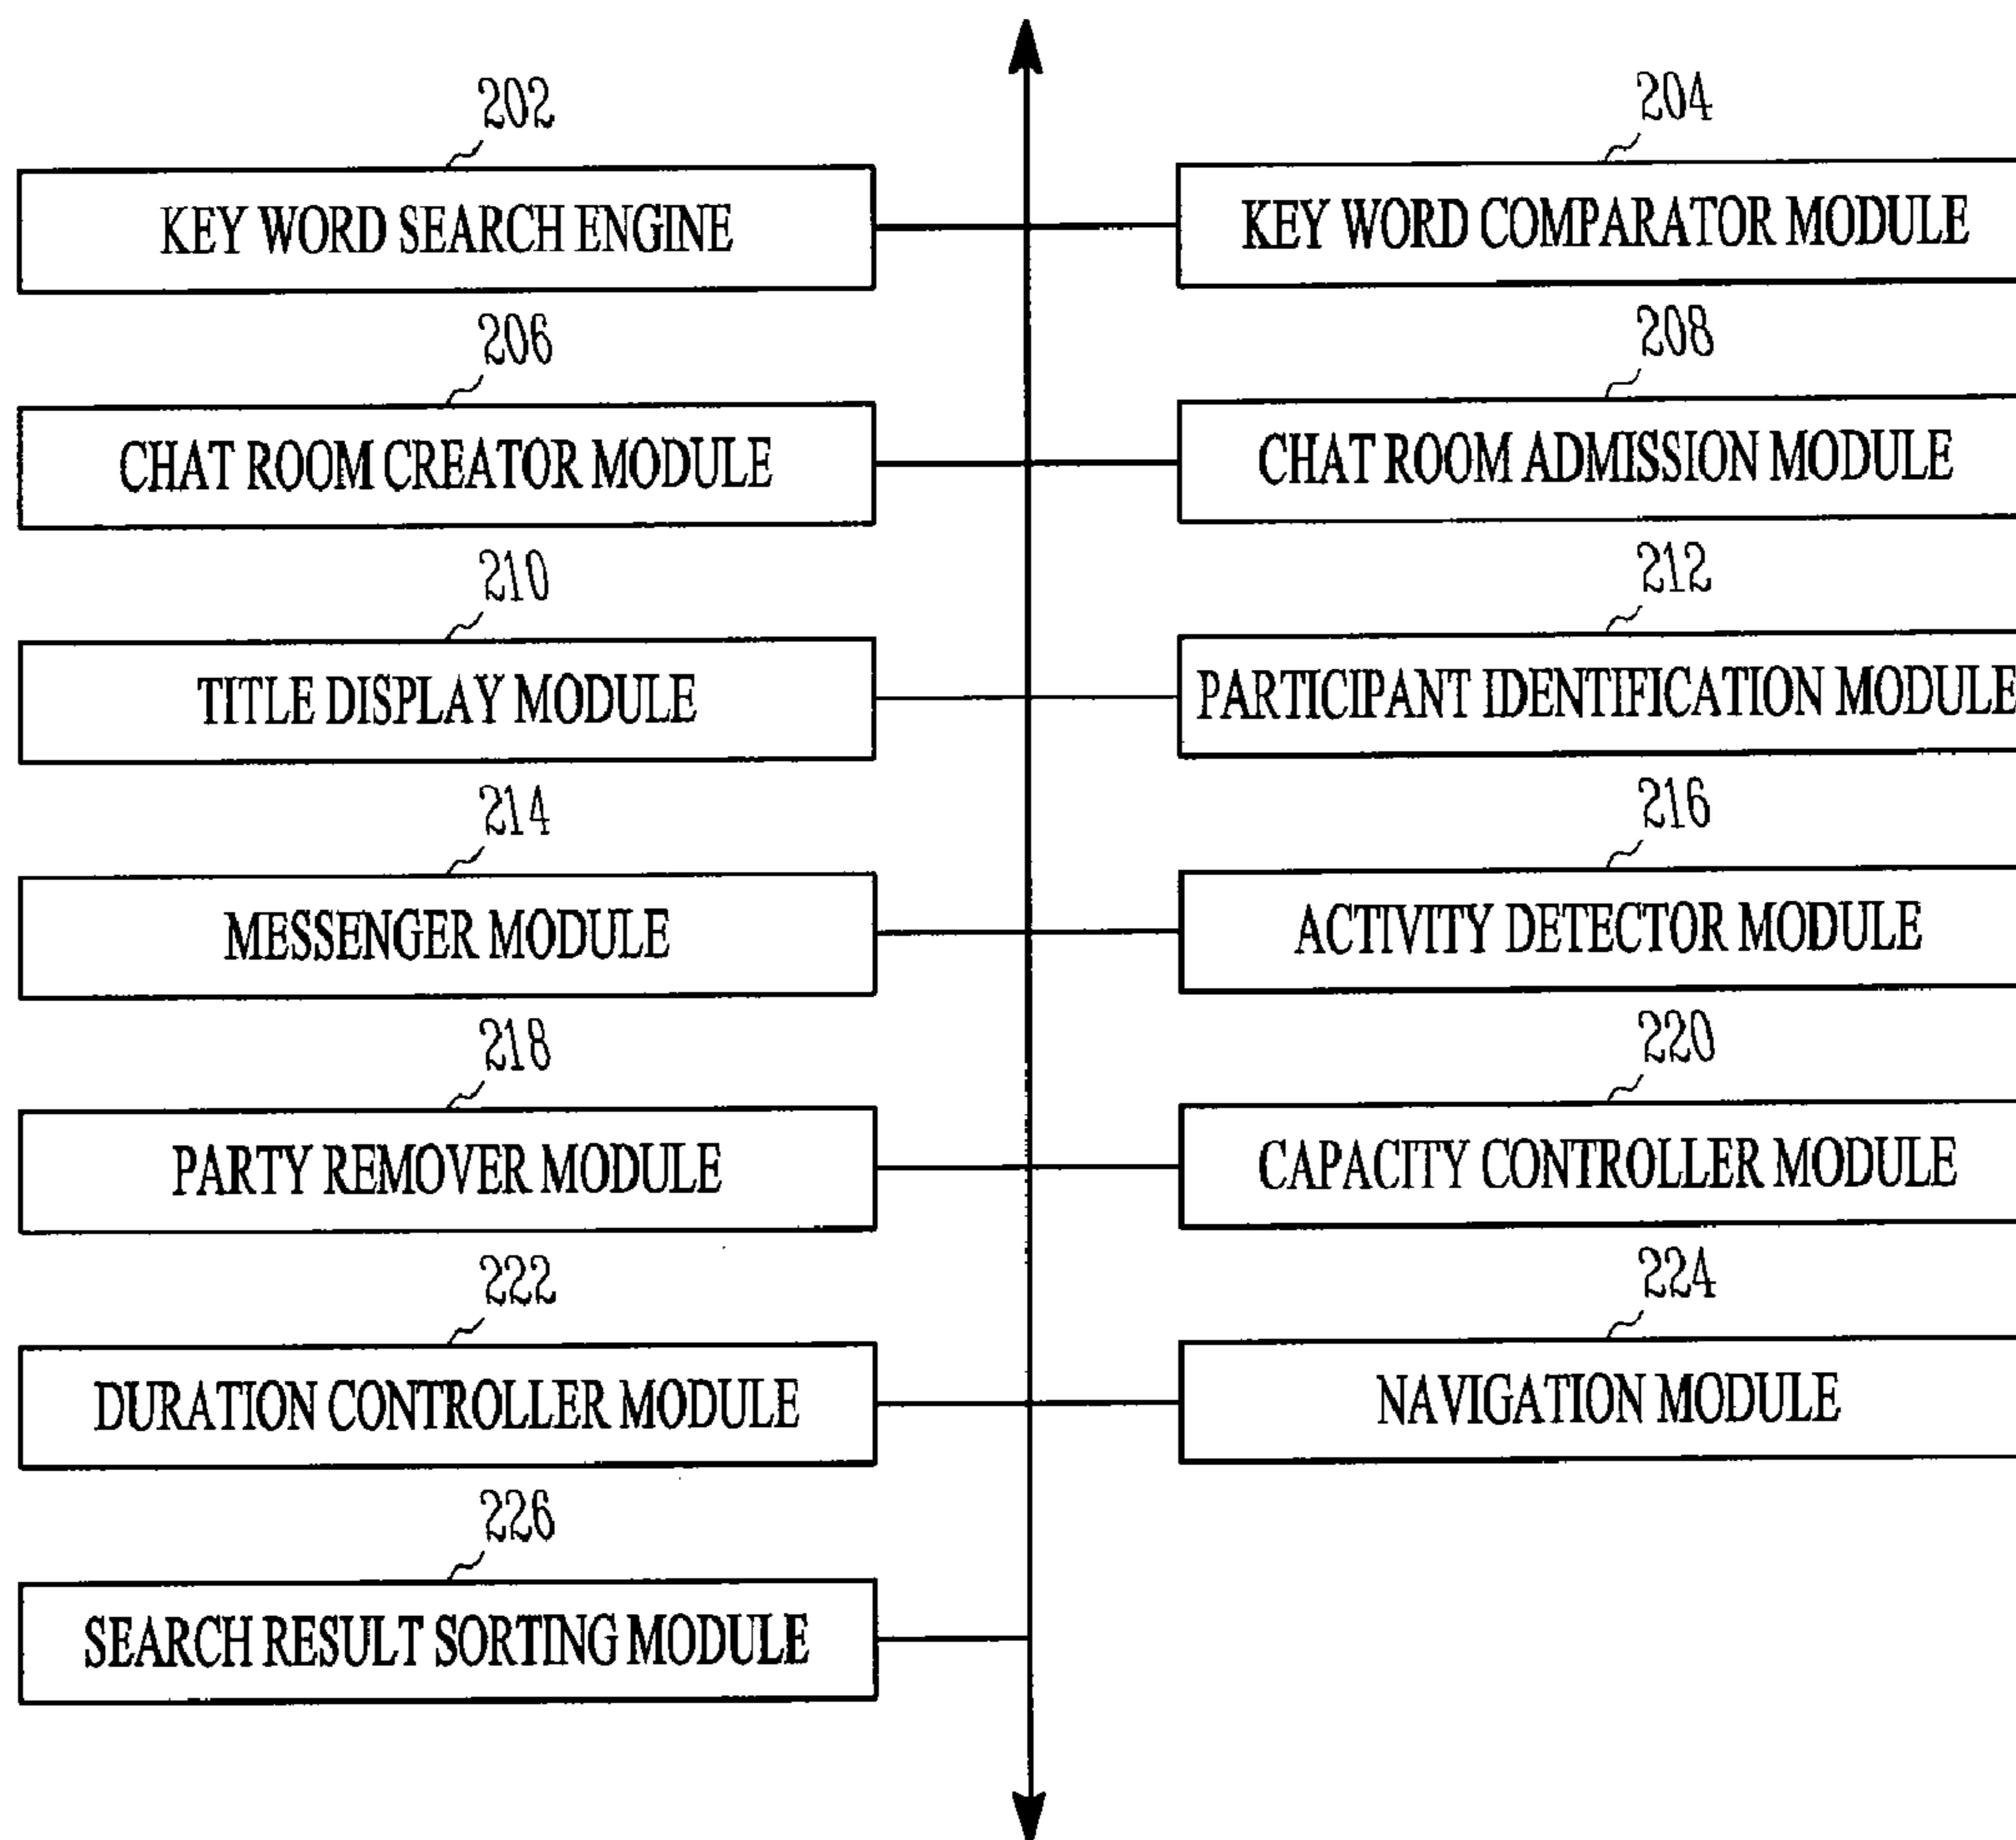 202
204
KEY WORD SEARCH ENGINE
KEY WORD COMPARATOR MODULE
206
208
CHAT ROOM CREATOR MODULE
CHAT ROOM ADMISSION MODULE
210
212
TITLE DISPLAY MODULE
PARTICIPANT IDENTIFICATION MODULE
214
216
MESSENGER MODULE
ACTIVITY DETECTOR MODULE
218
220
PARTY REMOVER MODULE
CAPACITY CONTROLLER MODULE
222
224
DURATION CONTROLLER MODULE
NAVIGATION MODULE
226
SEARCH RESULT SORTING MODULE